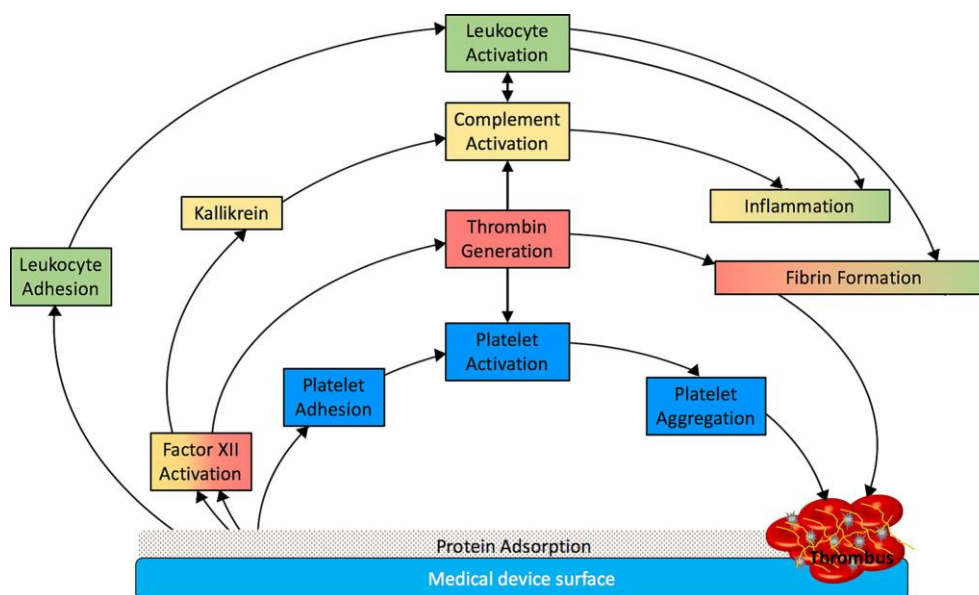 Leukocyte
Activation
Complement
Activation
Kallikrein
Inflammation
Thrombin
Generation
Leukocyte
Adhesion
Fibrin Formation
Platelet
Activation
Platelet
Adhesion
Platelet
Aggregation
Factor XII
Activation
Protein Adsorption
Thrombus
Medical device surface